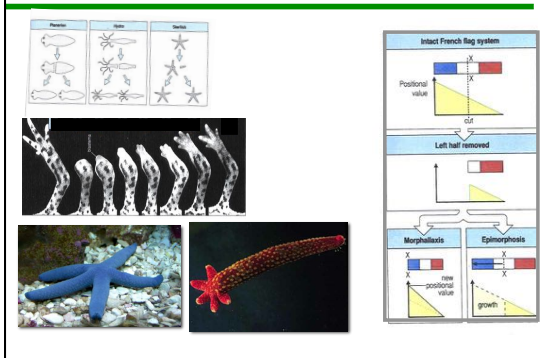 Planarian
Hydra
Starfish
Intact French flag system
X
Positional
value
X
cut
Left half removed
Morphallaxis
X
X
new
positional
value
Epimorphosis
X
X
growth